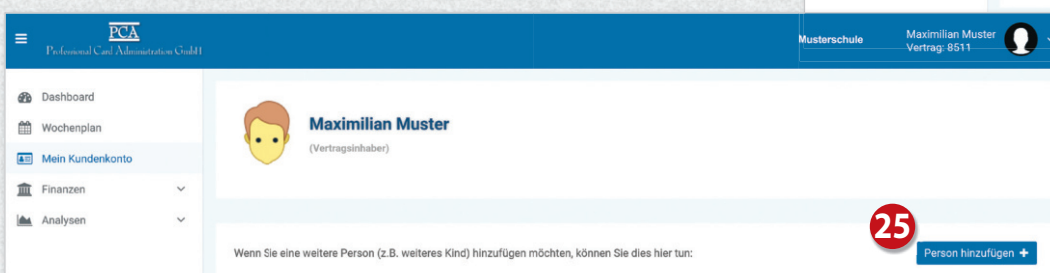 PCA
Professional Card Administration GmbH
Musterschule
Maximilian Muster
Vertrag: 8511
Dashboard
Wochenplan
Mein Kundenkonto
Finanzen
Analysen
Maximilian Muster
(Vertragsinhaber)
25
Wenn Sie eine weitere Person (z.B. weiteres Kind) hinzufügen möchten, können Sie dies hier tun:
Person hinzufügen +